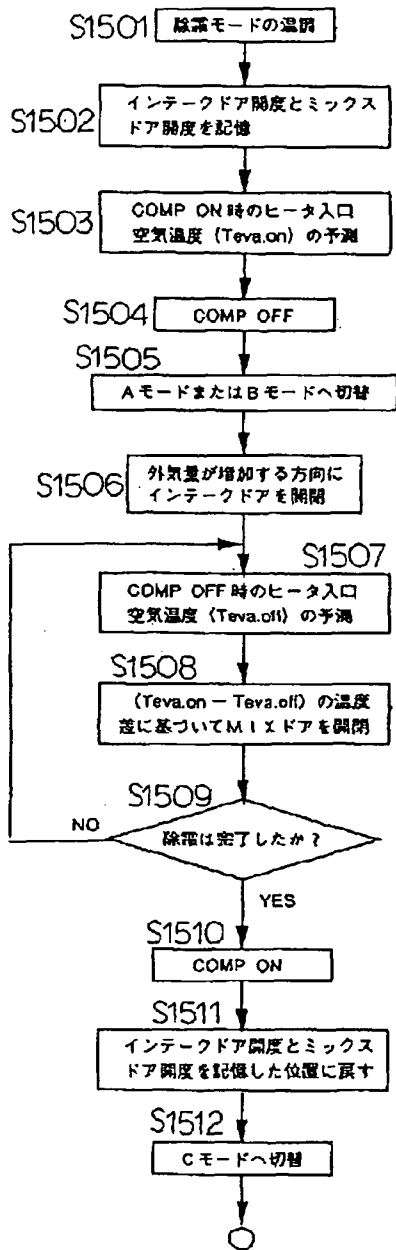 S1501
除霜モードの温調
S1502
インテークドア開度とミックス
ドア開度を記憶
S1503
COMP ON 時のヒータ入口
空気温度 (Teva.on) の予測
S1504
COMP OFF
S1505
AモードまたはBモードへ切替
S1506
外気量が増加する方向に
インテークドアを開閉
S1507
COMP OFF 時のヒータ入口
空気温度 (Teva.off) の予測
S1508
(Teva.on − Teva.off) の温度
差に基づいてMIXドアを開閉
S1509
除霜は完了したか？
NO
YES
S1510
COMP ON
S1511
インテークドア開度とミックス
ドア開度を記憶した位置に戻す
S1512
Cモードへ切替